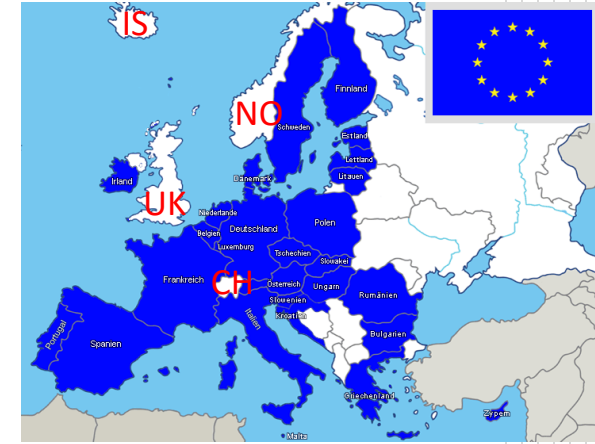 IS
Finnland
NO
Schweden
Estland
Lettland
Dänemark
Litauen
Irland
UK
Niederlande
Polen
Deutschland
Belgien
Luxemburg
Tschechien
Slowakei
Frankreich
CH
Österreich
Ungarn
Rumänien
Slowenien
Kroatien
Italien
Portugal
Bulgarien
Spanien
Griechenland
Zypern
Malta